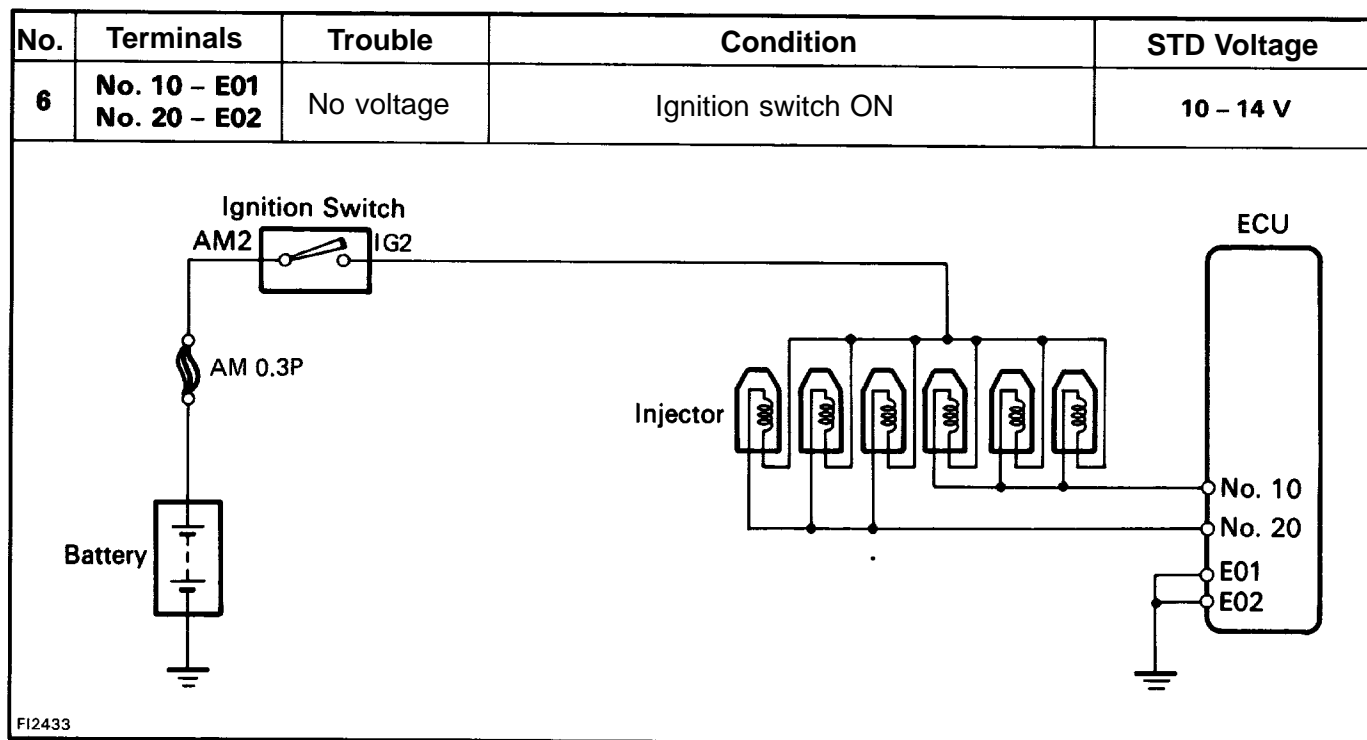 No. Terminals Trouble Condition STD Voltage
6 No. 10 – E01 No voltage Ignition switch ON 10 – 14 V
No. 20 – E02
Ignition Switch
AM2 IG2
ECU
AM 0.3P
Injector
No. 10
No. 20
Battery
E01
E02
FI2433